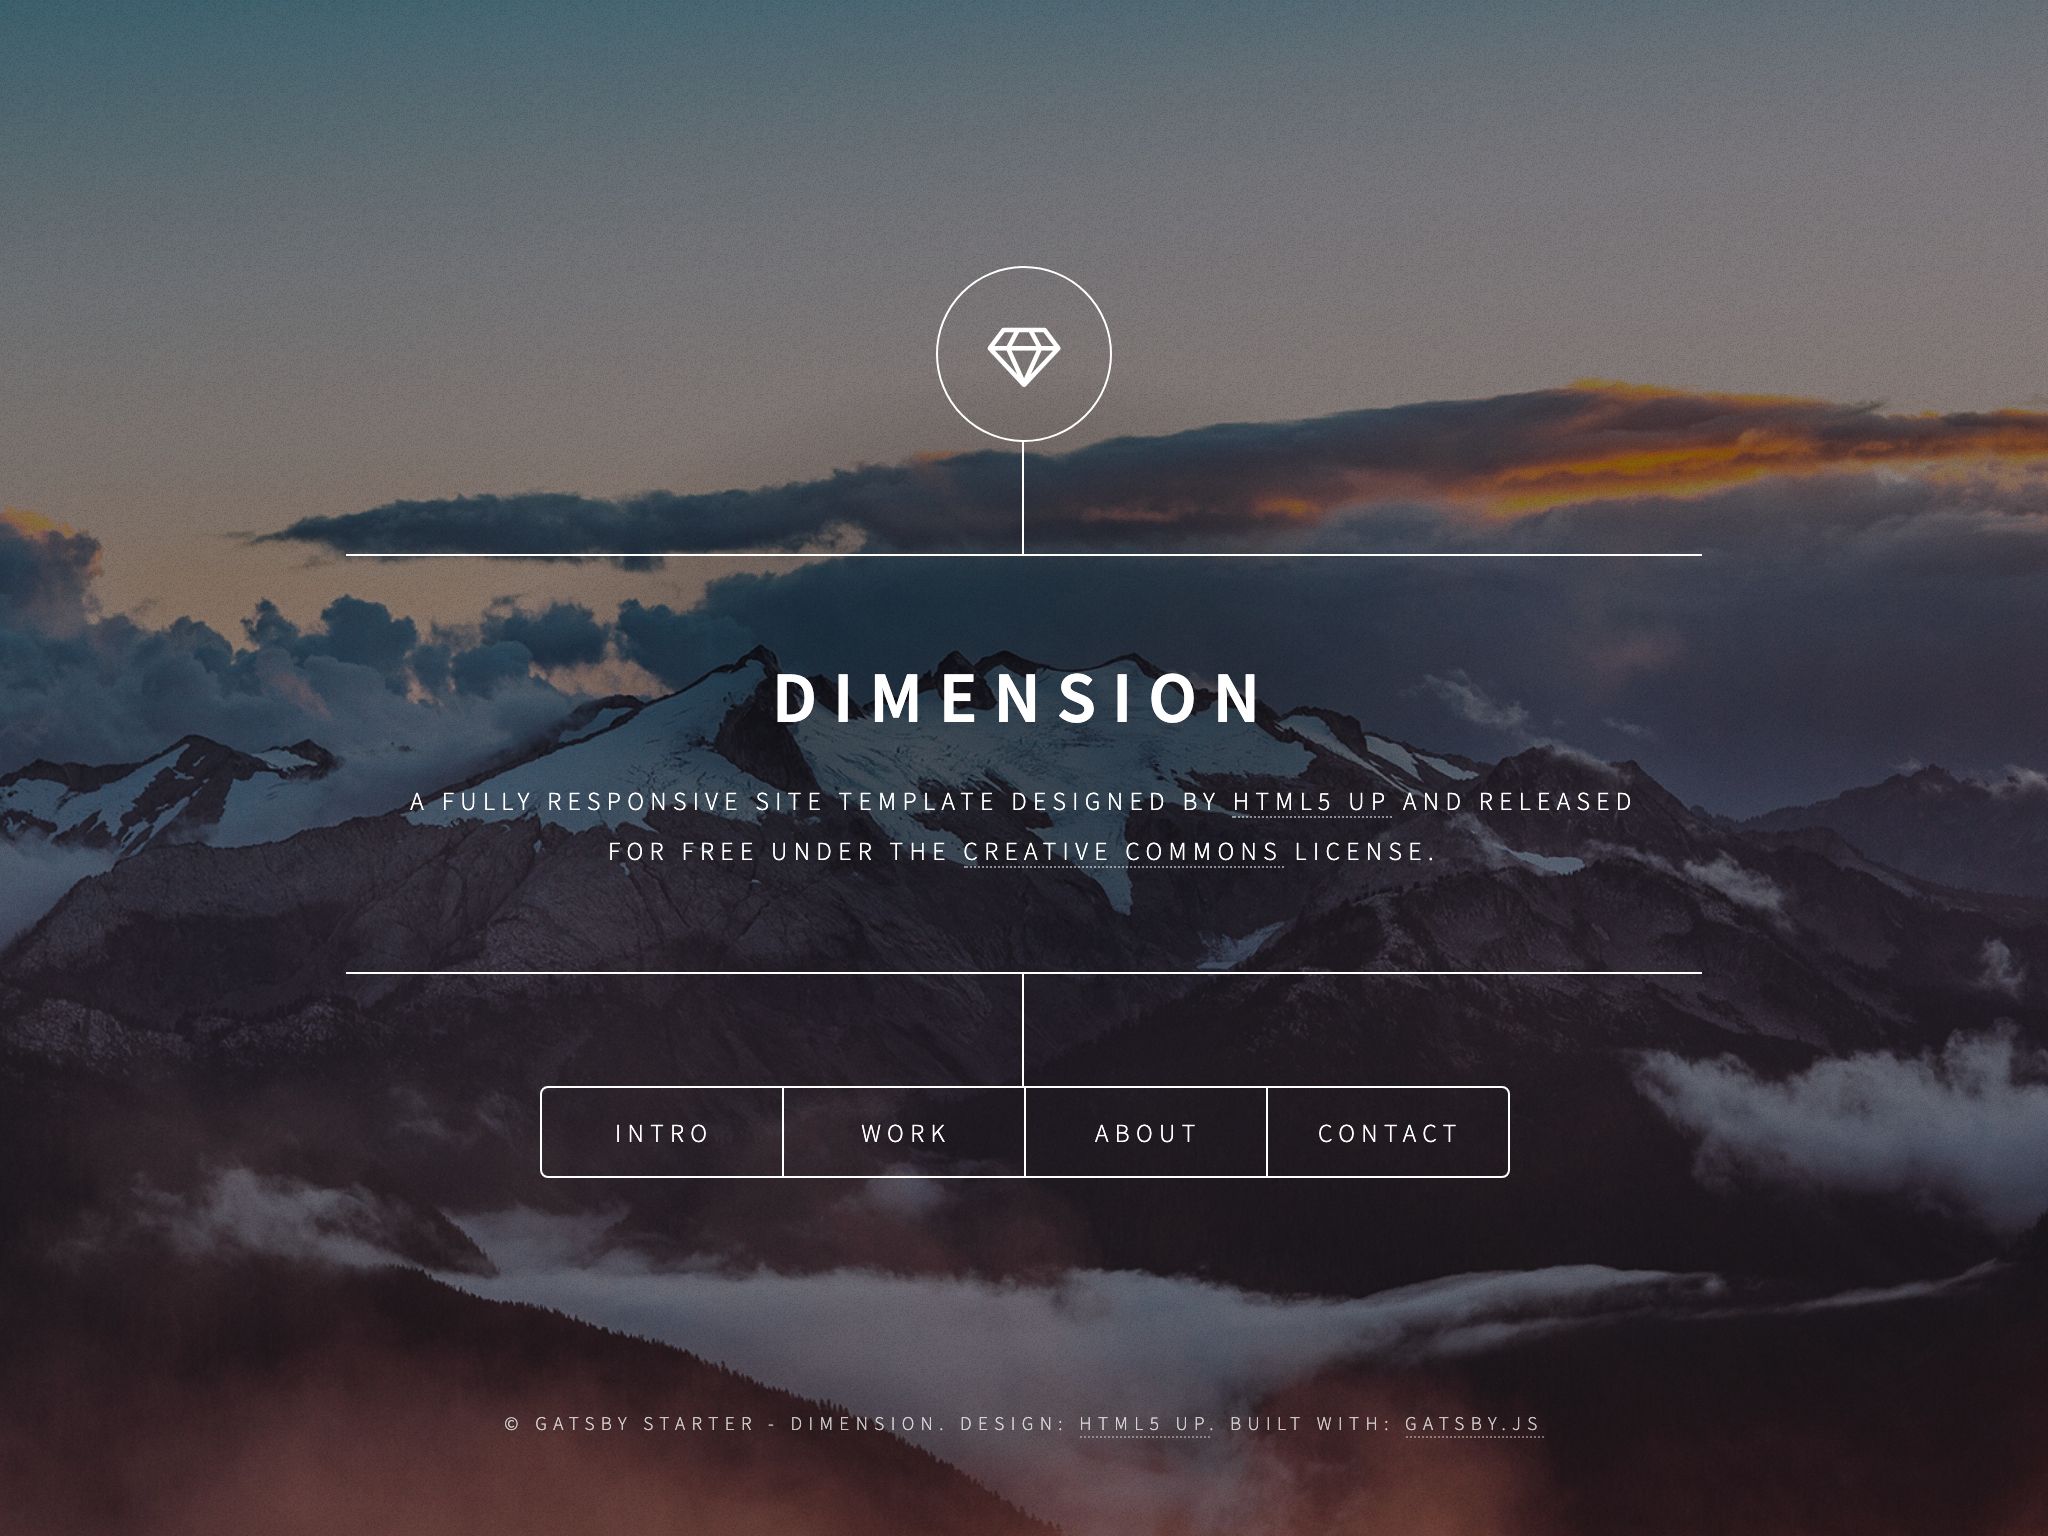 DIMENSION
A FULLY RESPONSIVE SITE TEMPLATE DESIGNED BY HTML5 UP AND RELEASED
FOR FREE UNDER THE CREATIVE COMMONS LICENSE.
INTRO WORK ABOUT CONTACT
© GATSBY STARTER - DIMENSION. DESIGN: HTML5 UP. BUILT WITH: GATSBY.JS